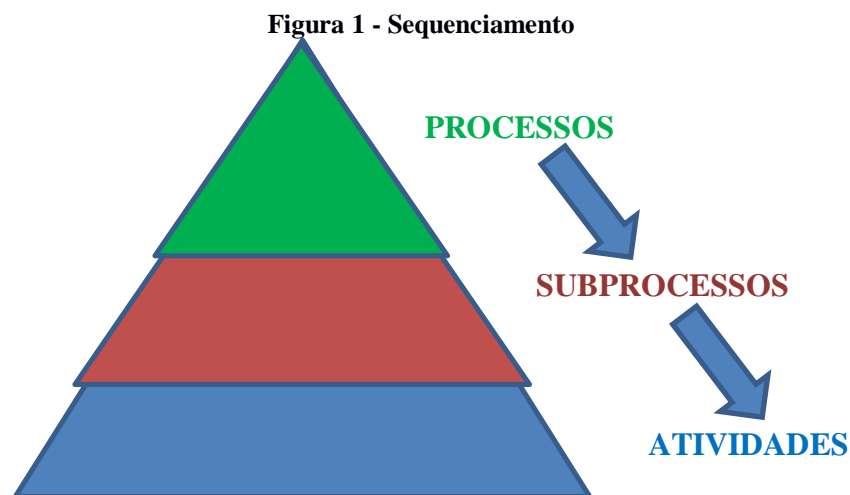 Figura 1 - Sequenciamento
PROCESSOS
SUBPROCESSOS
ATIVIDADES